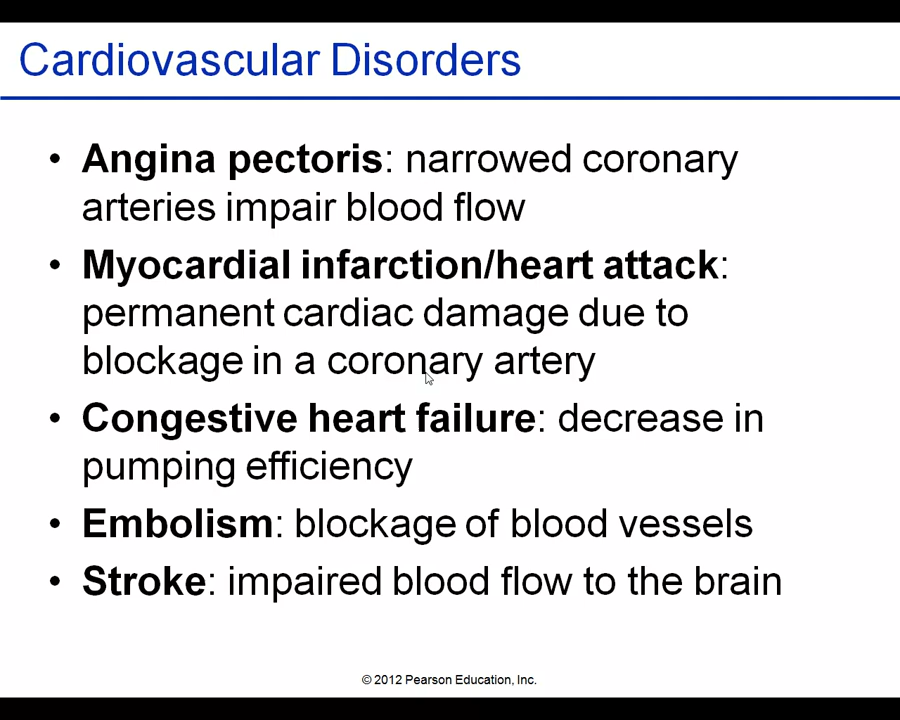 Cardiovascular Disorders
• Angina pectoris: narrowed coronary
arteries impair blood flow
• Myocardial infarction/heart attack:
permanent cardiac damage due to
blockage in a coronary artery
• Congestive heart failure: decrease in
pumping efficiency
• Embolism: blockage of blood vessels
• Stroke: impaired blood flow to the brain
© 2012 Pearson Education, Inc.